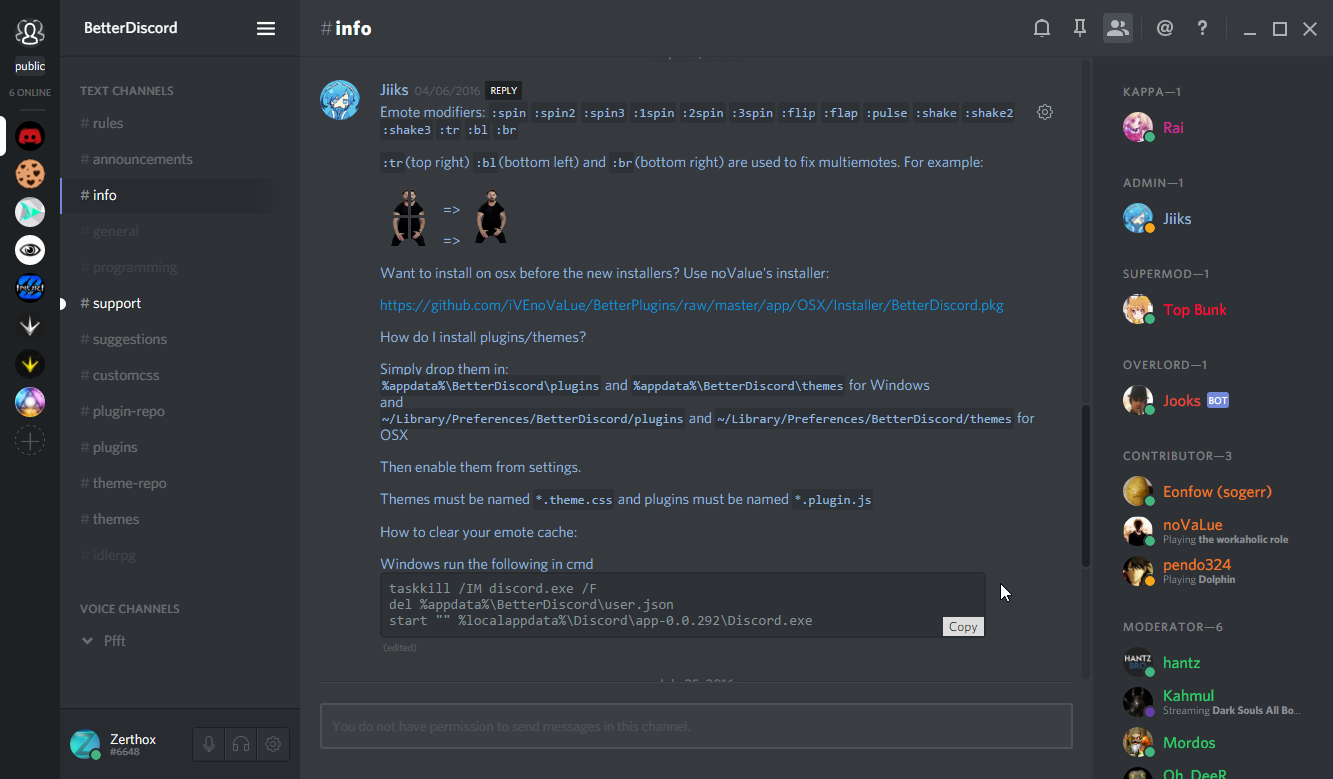 public
6 ONLINE
BetterDiscord
TEXT CHANNELS
# rules
# announcements
# info
# general
# programming
# support
# suggestions
# customcss
# plugin-repo
# plugins
# theme-repo
# themes
# idlerpg
VOICE CHANNELS
Pfft
Zerthox
#6648
# info
@ ?
Jiiks 04/06/2016 REPLY
Emote modifiers: :spin :spin2 :spin3 :1spin :2spin :3spin :flip :flap :pulse :shake :shake2
:shake3 :tr :bl :br
:tr(top right) :bl(bottom left) and :br(bottom right) are used to fix multiemotes. For example:
=>
=>
Want to install on osx before the new installers? Use noValue's installer:
https://github.com/iVEnoVaLue/BetterPlugins/raw/master/app/OSX/Installer/BetterDiscord.pkg
How do I install plugins/themes?
Simply drop them in:
%appdata%\BetterDiscord\plugins and %appdata%\BetterDiscord\themes for Windows
and
~/Library/Preferences/BetterDiscord/plugins and ~/Library/Preferences/BetterDiscord/themes for
OSX
Then enable them from settings.
Themes must be named *.theme.css and plugins must be named *.plugin.js
How to clear your emote cache:
Windows run the following in cmd
taskkill /IM discord.exe /F
del %appdata%\BetterDiscord\user.json
start "" %localappdata%\Discord\app-0.0.292\Discord.exe
Copy
(edited)
You do not have permission to send messages in this channel.
KAPPA—1
Rai
ADMIN—1
Jiiks
SUPERMOD—1
Top Bunk
OVERLORD—1
Jooks BOT
CONTRIBUTOR—3
Eonfow (sogerr)
noVaLue
Playing the workaholic role
pendo324
Playing Dolphin
MODERATOR—6
HANTZ
BRO
hantz
Kahmul
Streaming Dark Souls All Bo...
Mordos
Oh_DeeR